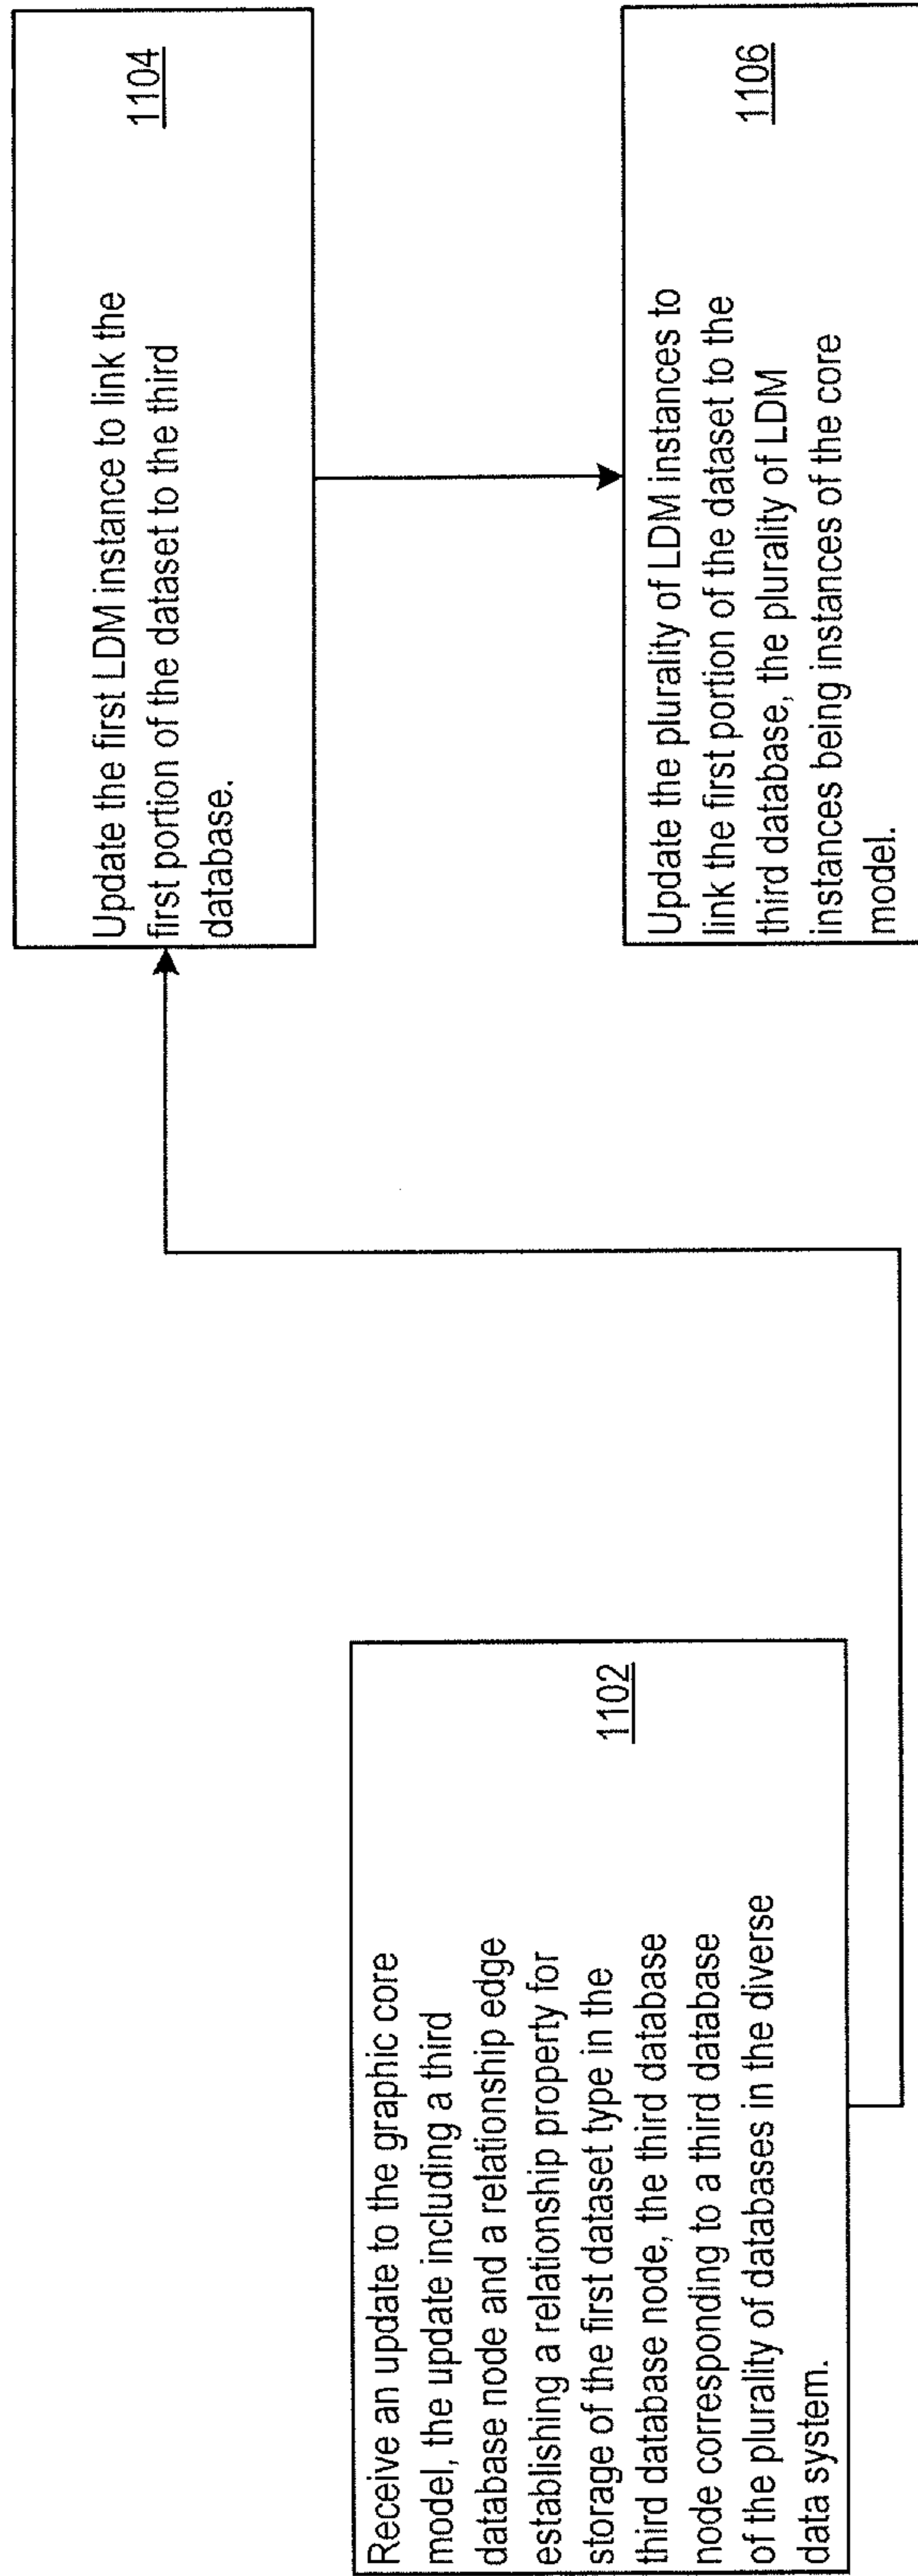 Receive an update to the graphic core
model, the update including a third
database node and a relationship edge
establishing a relationship property for
storage of the first dataset type in the
third database node, the third database
node corresponding to a third database
of the plurality of databases in the diverse
data system.
1102
Update the first LDM instance to link the
first portion of the dataset to the third
database.
1104
Update the plurality of LDM instances to
link the first portion of the dataset to the
third database, the plurality of LDM
instances being instances of the core
model.
1106